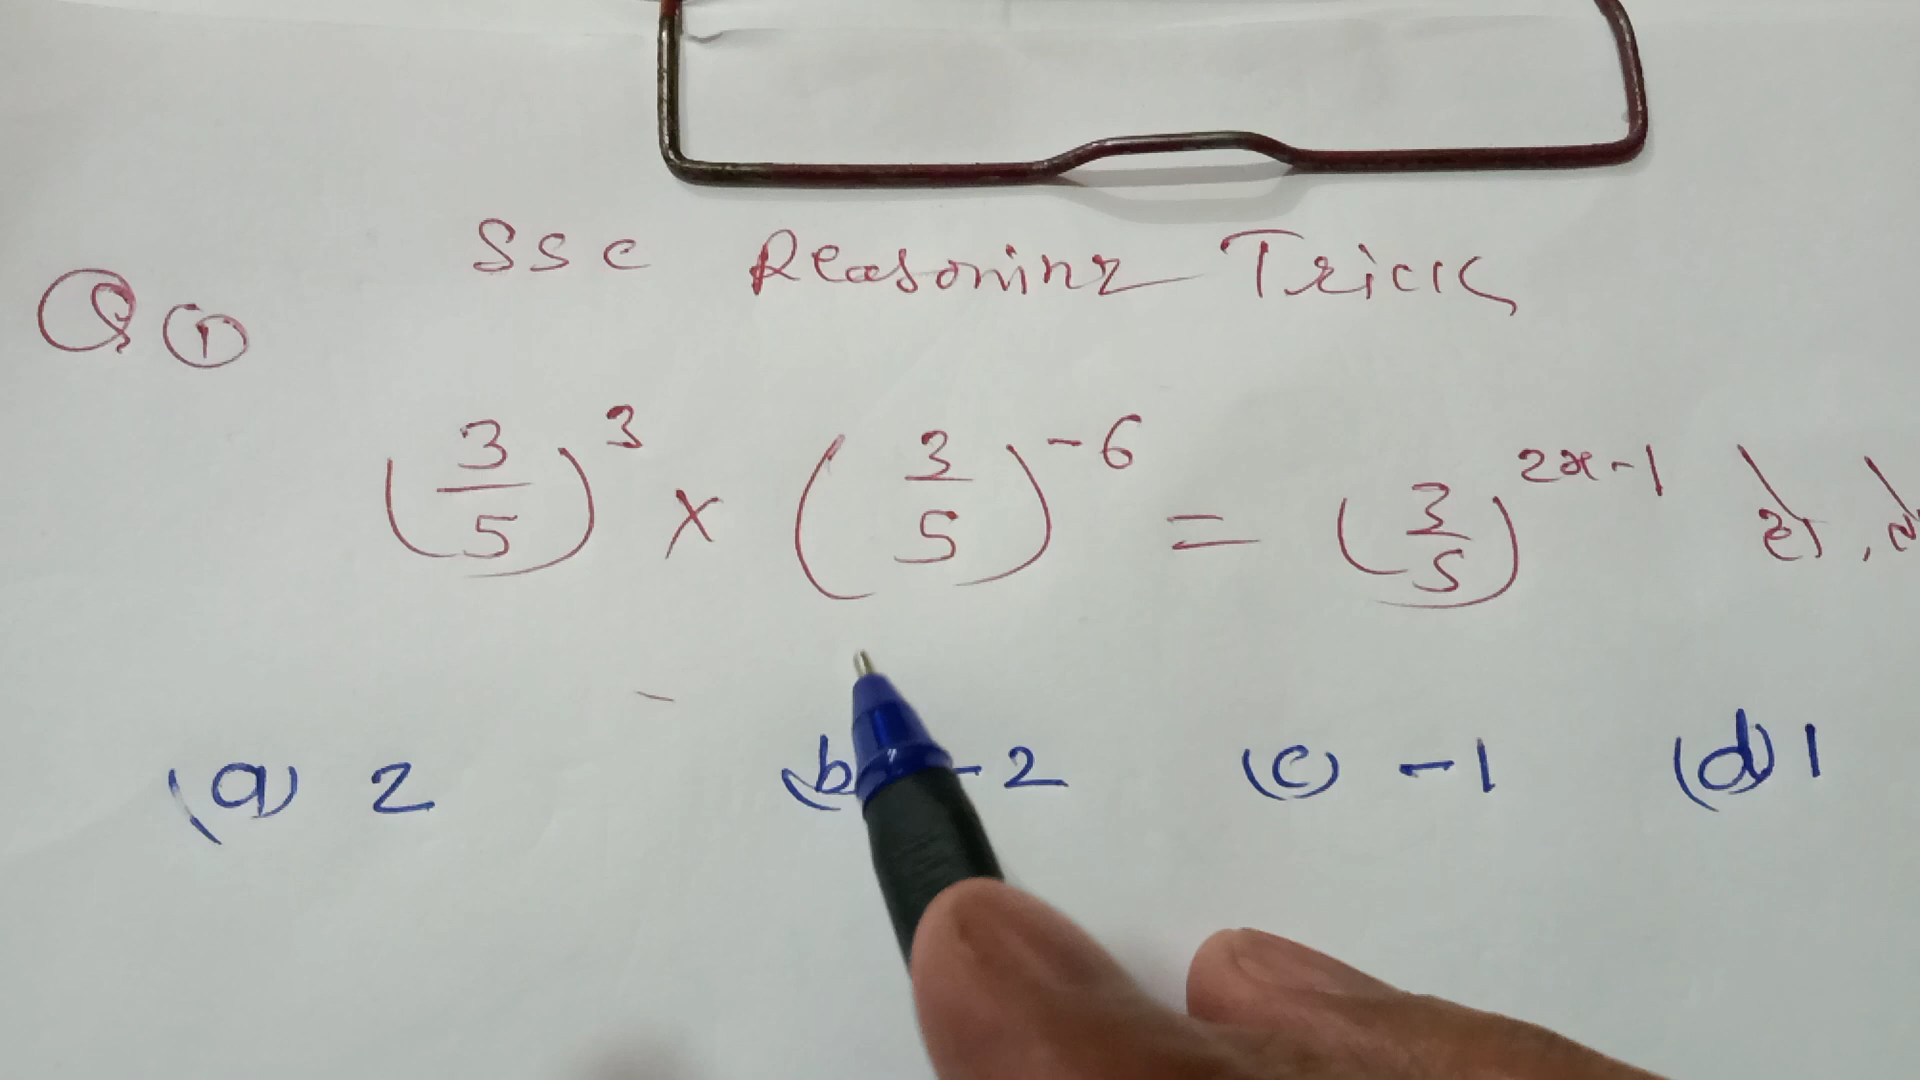 SSC Reasoning Trick
Q ①
(3/5)^3 × (3/5)^-6 = (3/5)^2x-1
(a) 2 (b) -2 (c) -1 (d) 1